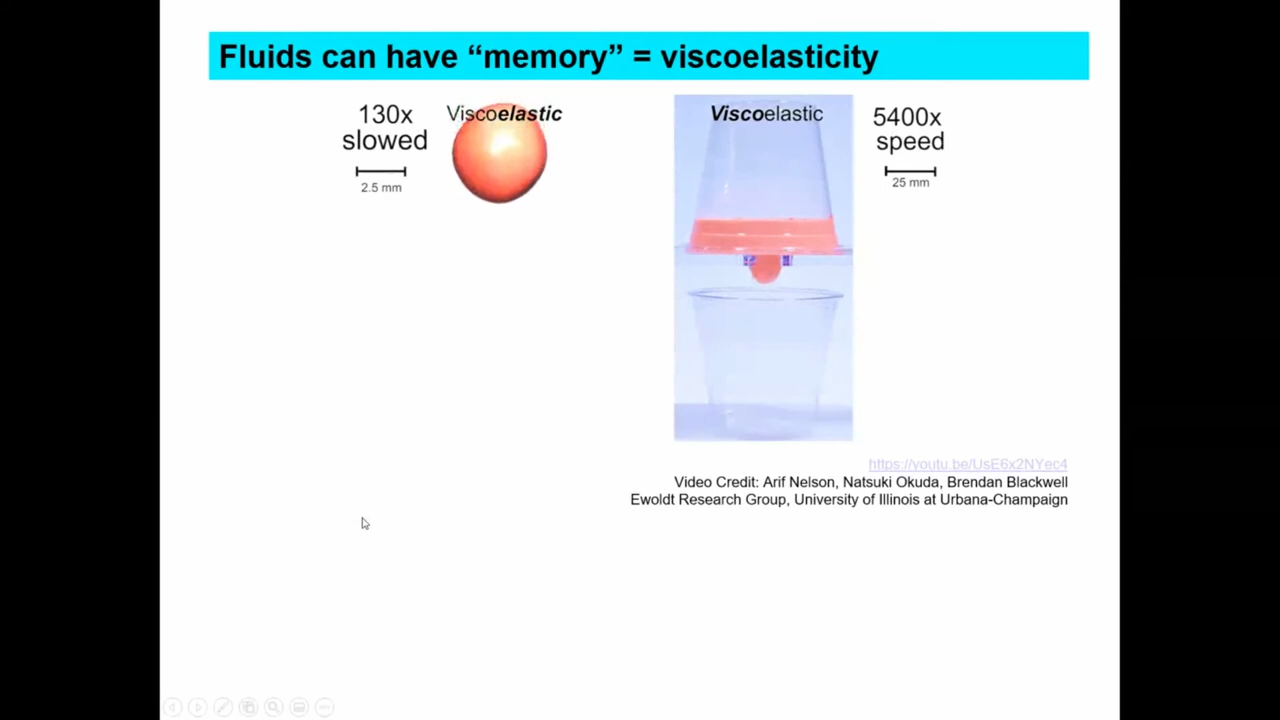 Fluids can have “memory” = viscoelasticity
130x
slowed
2.5 mm
Viscoelastic
Viscoelastic
5400x
speed
25 mm
https://youtu.be/UsE6x2NYec4
Video Credit: Arif Nelson, Natsuki Okuda, Brendan Blackwell
Ewoldt Research Group, University of Illinois at Urbana-Champaign